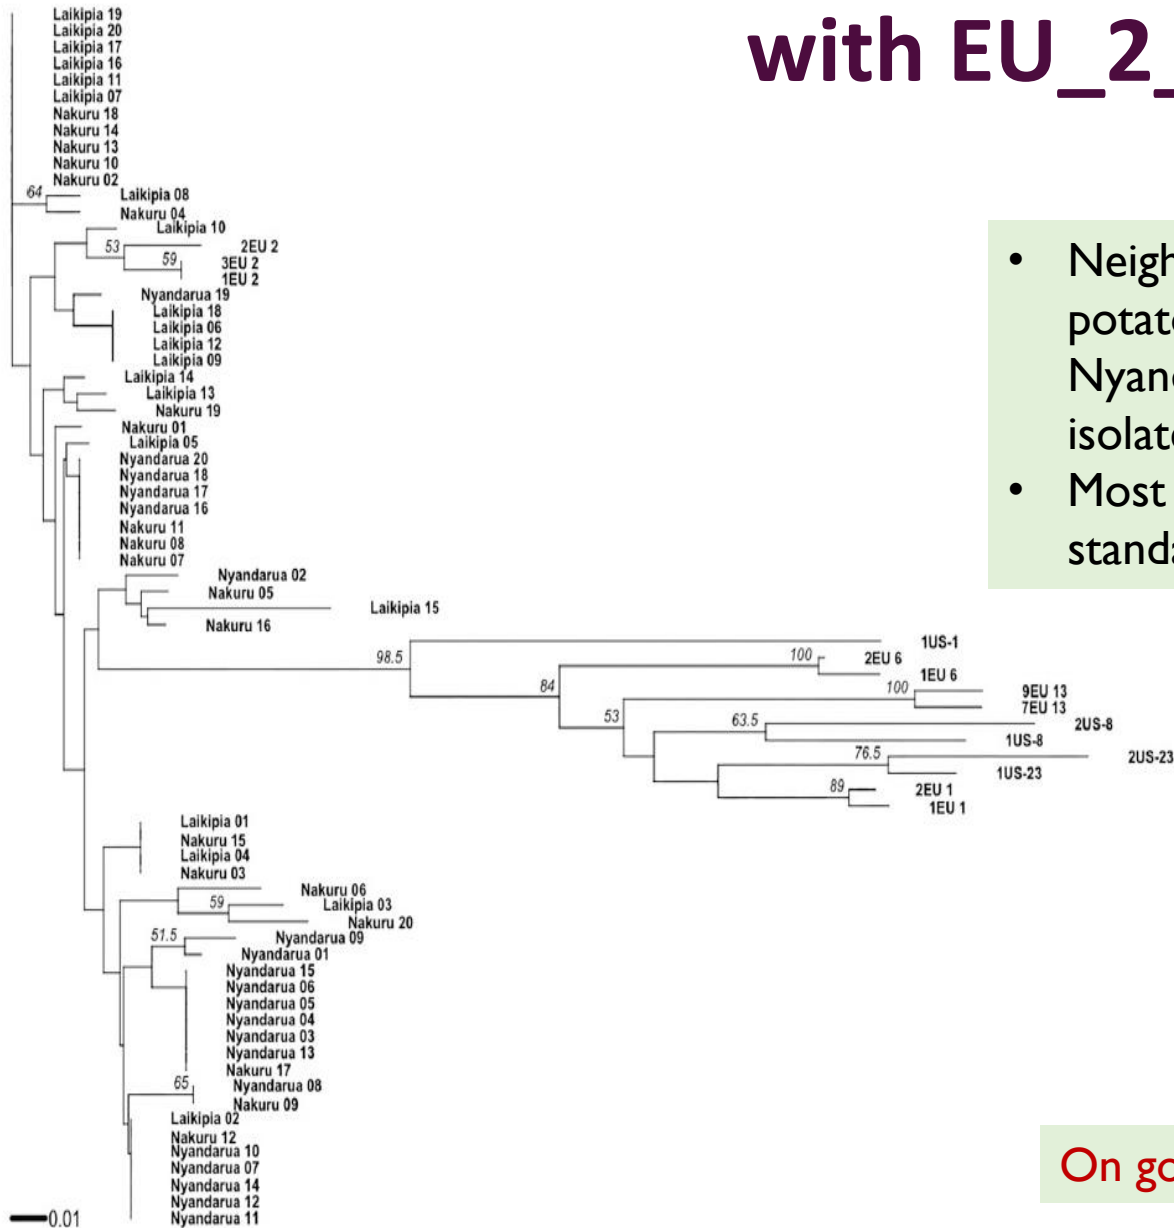 with EU_2_
Laikipia 19
Laikipia 20
Laikipia 17
Laikipia 16
Laikipia 11
Laikipia 07
Nakuru 18
Nakuru 14
Nakuru 13
Nakuru 10
Nakuru 02
64
Laikipia 08
Nakuru 04
Laikipia 10
53
2EU 2
59
3EU 2
1EU 2
Nyandarua 19
Laikipia 18
Laikipia 06
Laikipia 12
Laikipia 09
Laikipia 14
Laikipia 13
Nakuru 19
Nakuru 01
Laikipia 05
Nyandarua 20
Nyandarua 18
Nyandarua 17
Nyandarua 16
Nakuru 11
Nakuru 08
Nakuru 07
Nyandarua 02
Nakuru 05
Laikipia 15
Nakuru 16
1US-1
98.5
100
2EU 6
1EU 6
84
100
9EU 13
7EU 13
53
63.5
2US-8
1US-8
76.5
2US-23
1US-23
89
2EU 1
1EU 1
Laikipia 01
Nakuru 15
Laikipia 04
Nakuru 03
Nakuru 06
59
Laikipia 03
Nakuru 20
51.5
Nyandarua 09
Nyandarua 01
Nyandarua 15
Nyandarua 06
Nyandarua 05
Nyandarua 04
Nyandarua 03
Nyandarua 13
Nakuru 17
65
Nyandarua 08
Nakuru 09
Laikipia 02
Nakuru 12
Nyandarua 10
Nyandarua 07
Nyandarua 14
Nyandarua 12
Nyandarua 11
0.01
• Neigh
potat
Nyan
isolat
• Most
stand
On go